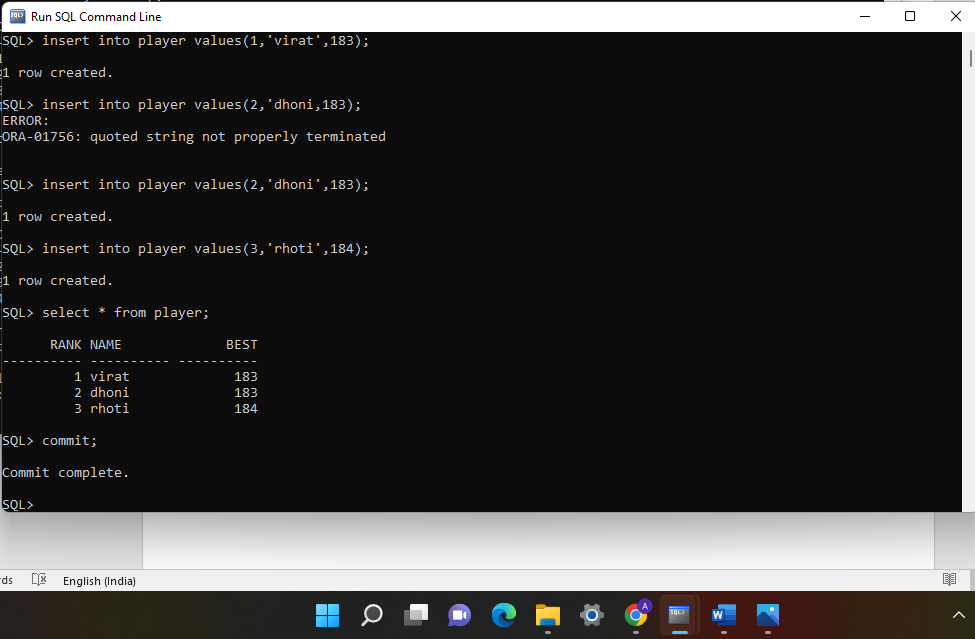 Run SQL Command Line
SQL> insert into player values(1,'virat',183);
1 row created.
SQL> insert into player values(2,'dhoni,183);
ERROR:
ORA-01756: quoted string not properly terminated
SQL> insert into player values(2,'dhoni',183);
1 row created.
SQL> insert into player values(3,'rhoti',184);
1 row created.
SQL> select * from player;
RANK NAME BEST
---------- ---------- ----------
1 virat 183
2 dhoni 183
3 rhoti 184
SQL> commit;
Commit complete.
SQL>
English (India)